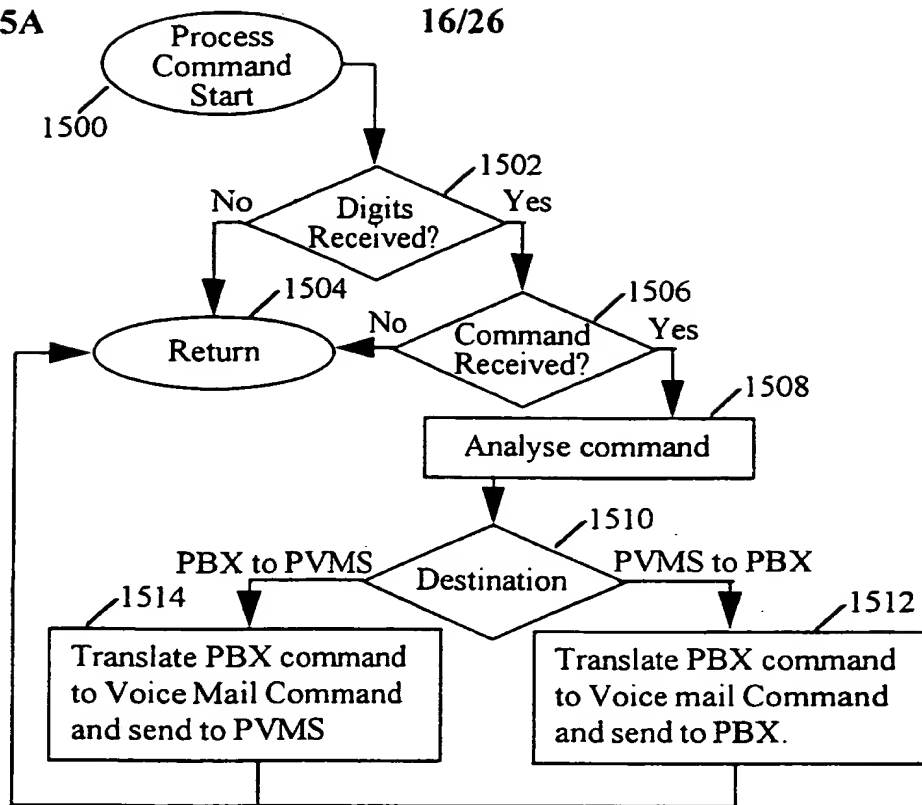 5A
16/26
Process
Command
Start
1500
1502
No
Yes
Digits
Received?
1504
1506
No
Yes
Return
Command
Received?
1508
Analyse command
1510
PBX to PVMS
PVMS to PBX
Destination
1514
1512
Translate PBX command
to Voice Mail Command
and send to PVMS
Translate PBX command
to Voice mail Command
and send to PBX.